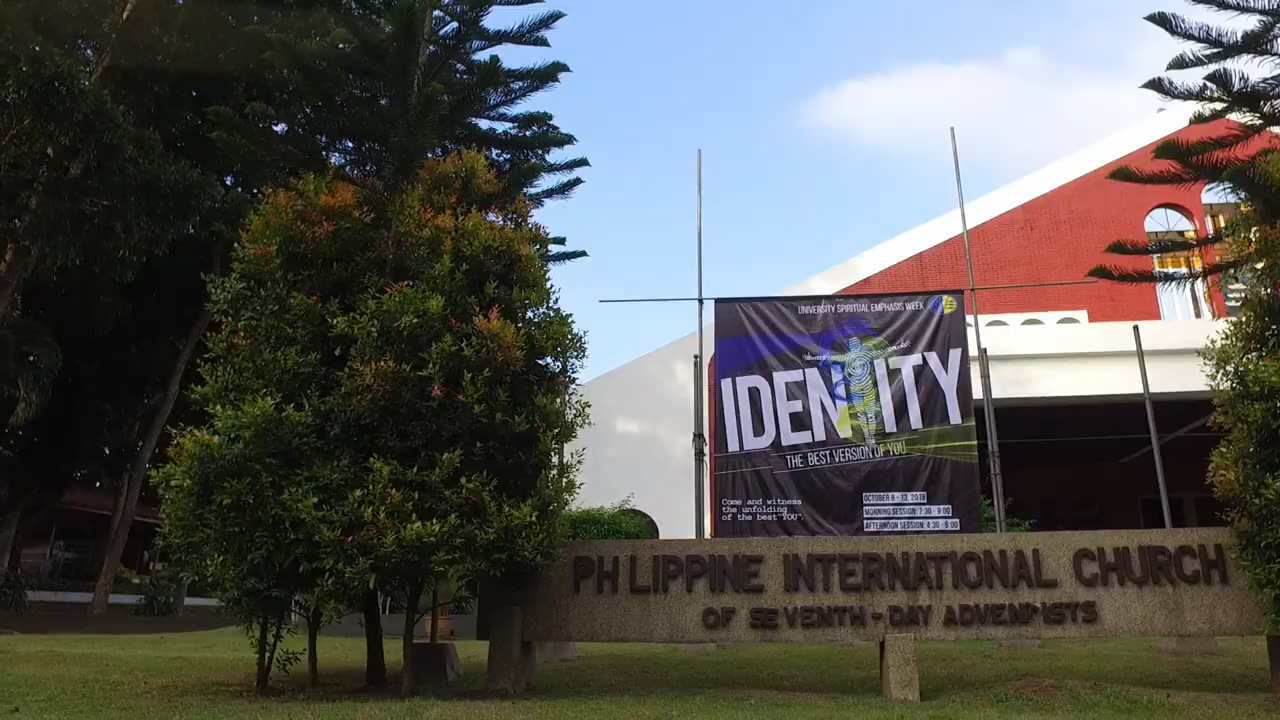 UNIVERSITY SPIRITUAL EMPHASIS WEEK
IDENTITY
THE BEST VERSION OF YOU
Come and witness
the unfolding
of the best "YOU".
OCTOBER 8 - 13, 2018
MORNING SESSION: 7:30 - 9:00
AFTERNOON SESSION: 4:30 - 6:00
PH LIPPINE INTERNATIONAL CHURCH
OF SEVENTH-DAY ADVENTISTS